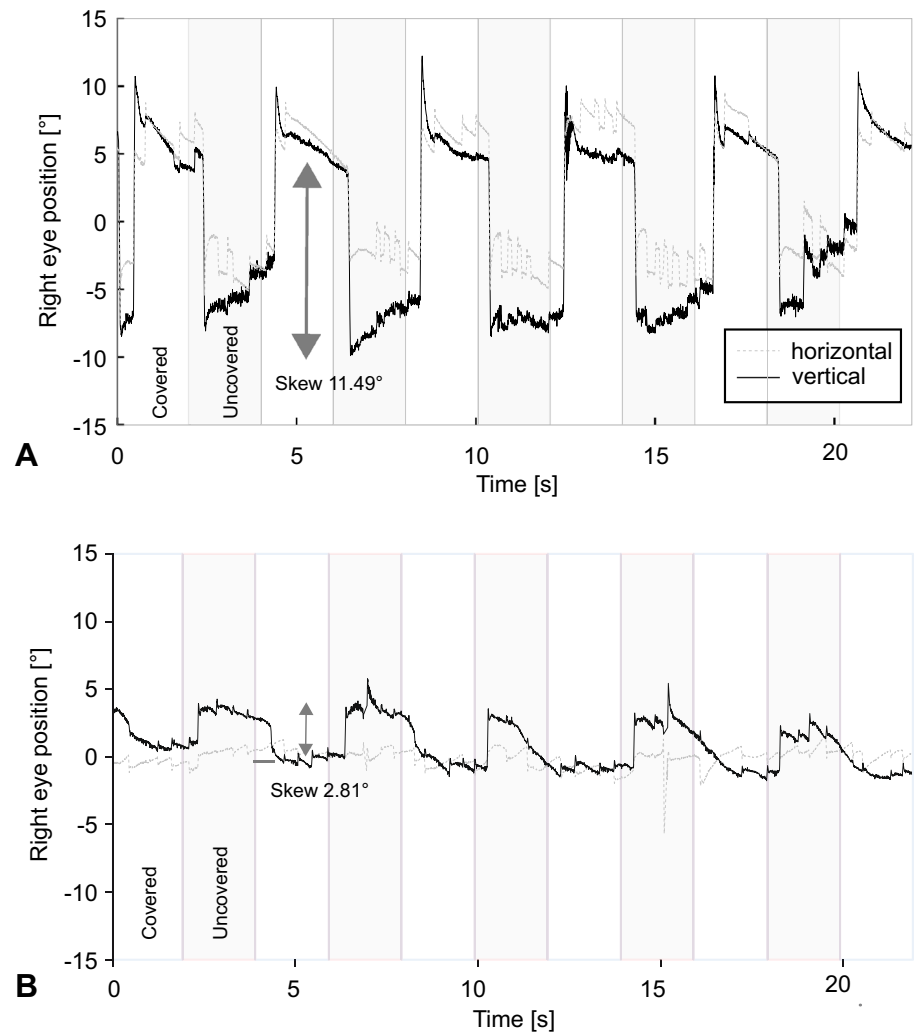 15
10
5
0
-5
-10
-15
Right eye position [°]
Covered
Uncovered
Skew 11.49°
horizontal
vertical
A
0
5
10
15
20
Time [s]
15
10
5
0
-5
-10
-15
Right eye position [°]
Covered
Uncovered
Skew 2.81°
B
0
5
10
15
20
Time [s]